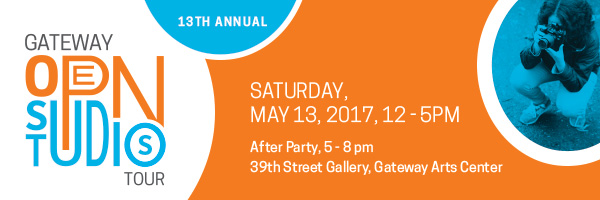 13TH ANNUAL
GATEWAY
OPEN
STUDIOS
TOUR
SATURDAY,
MAY 13, 2017, 12 - 5PM
After Party, 5 - 8 pm
39th Street Gallery, Gateway Arts Center